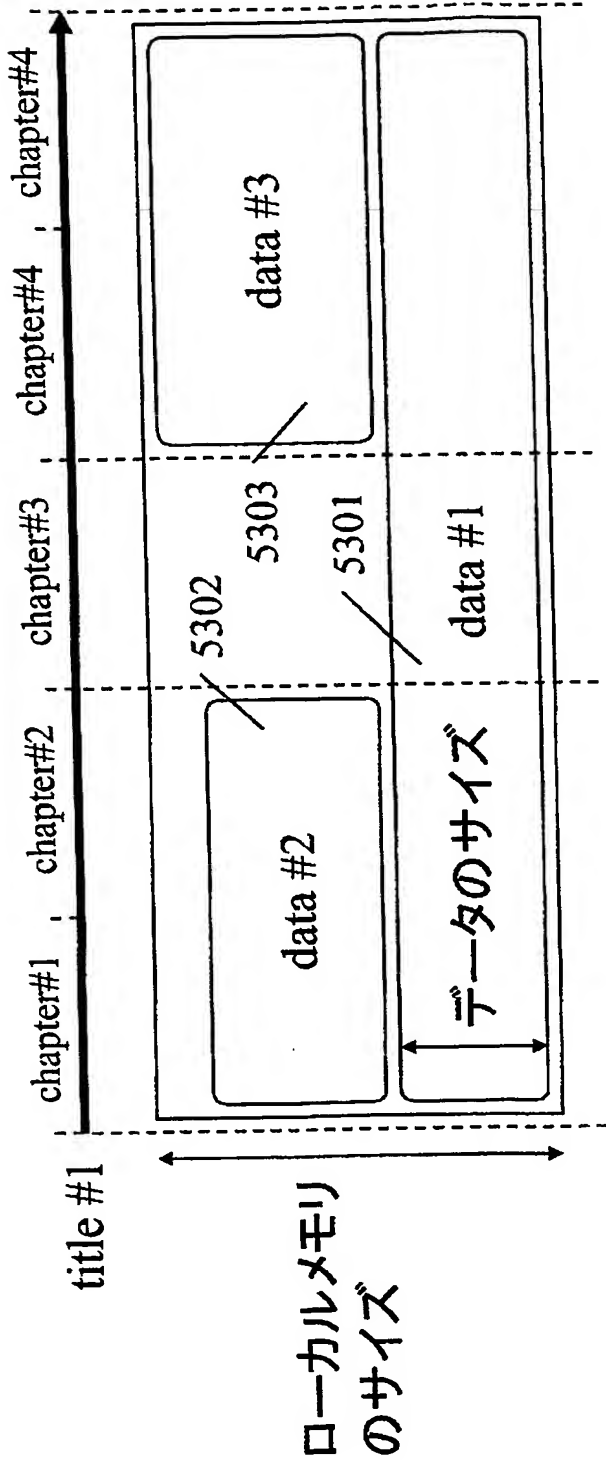 title #1
chapter#1
chapter#2
chapter#3
chapter#4
chapter#4
ローカルメモリ
のサイズ
data #2
5302
5303
data #3
5301
データのサイズ
data #1